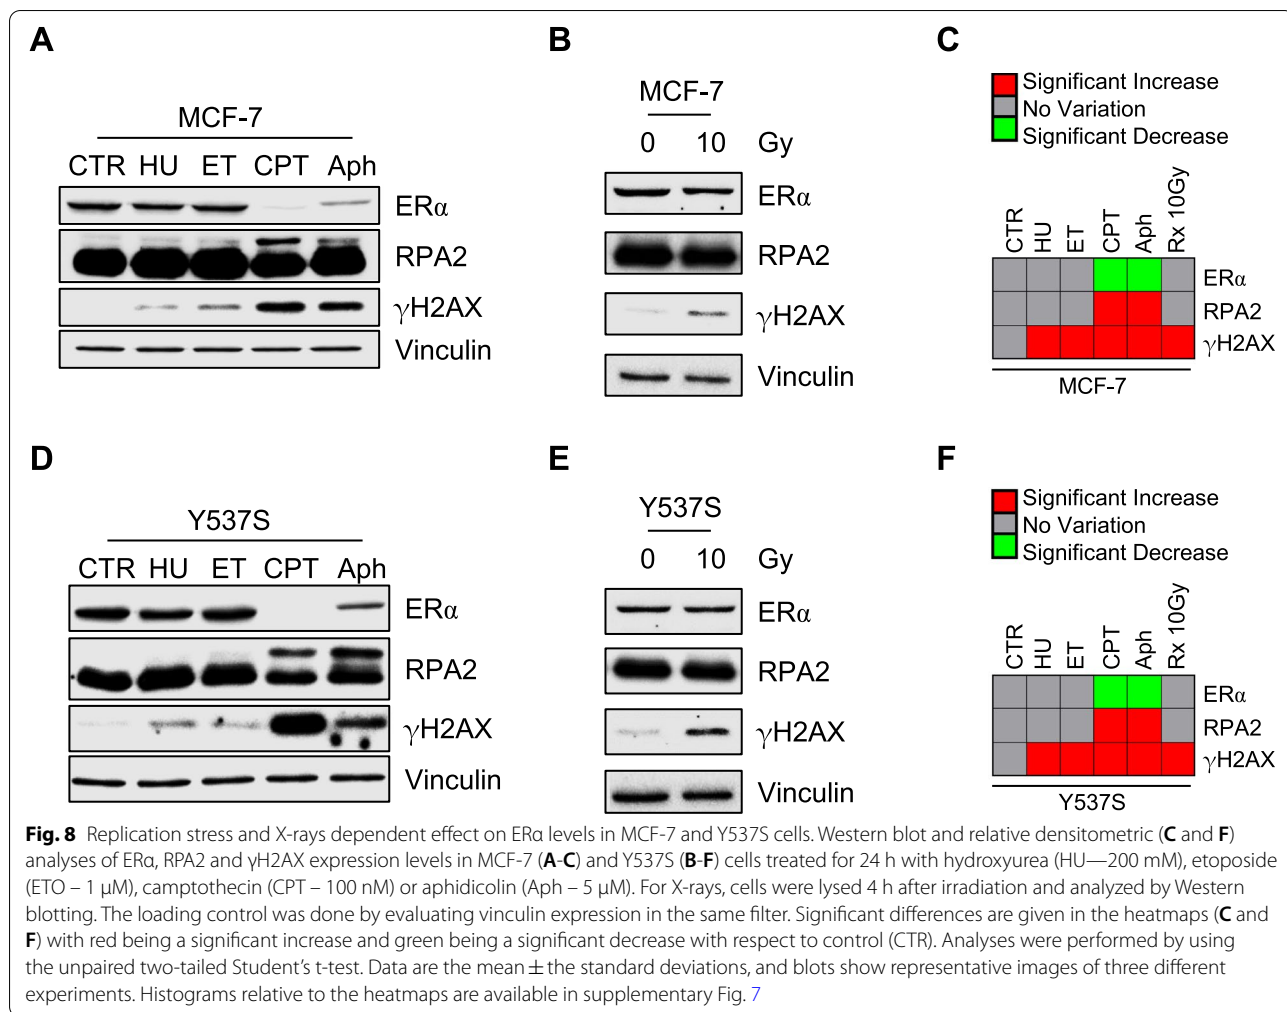 A
MCF-7
CTR HU ET CPT Aph
ERα
RPA2
γH2AX
Vinculin
B
MCF-7
0 10 Gy
ERα
RPA2
γH2AX
Vinculin
C
Significant Increase
No Variation
Significant Decrease
CTR HU ET CPT Aph Rx 10Gy
ERα
RPA2
γH2AX
MCF-7
D
Y537S
CTR HU ET CPT Aph
ERα
RPA2
γH2AX
Vinculin
E
Y537S
0 10 Gy
ERα
RPA2
γH2AX
Vinculin
F
Significant Increase
No Variation
Significant Decrease
CTR HU ET CPT Aph Rx 10Gy
ERα
RPA2
γH2AX
Y537S
Fig. 8 Replication stress and X-rays dependent effect on ERα levels in MCF-7 and Y537S cells. Western blot and relative densitometric (C and F)
analyses of ERα, RPA2 and γH2AX expression levels in MCF-7 (A-C) and Y537S (B-F) cells treated for 24 h with hydroxyurea (HU—200 mM), etoposide
(ETO – 1 μM), camptothecin (CPT – 100 nM) or aphidicolin (Aph – 5 μM). For X-rays, cells were lysed 4 h after irradiation and analyzed by Western
blotting. The loading control was done by evaluating vinculin expression in the same filter. Significant differences are given in the heatmaps (C and
F) with red being a significant increase and green being a significant decrease with respect to control (CTR). Analyses were performed by using
the unpaired two-tailed Student's t-test. Data are the mean ± the standard deviations, and blots show representative images of three different
experiments. Histograms relative to the heatmaps are available in supplementary Fig. 7